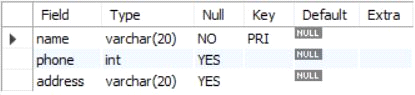 Field Type Null Key Default Extra
name varchar(20) NO PRI NULL
phone int YES NULL
address varchar(20) YES NULL